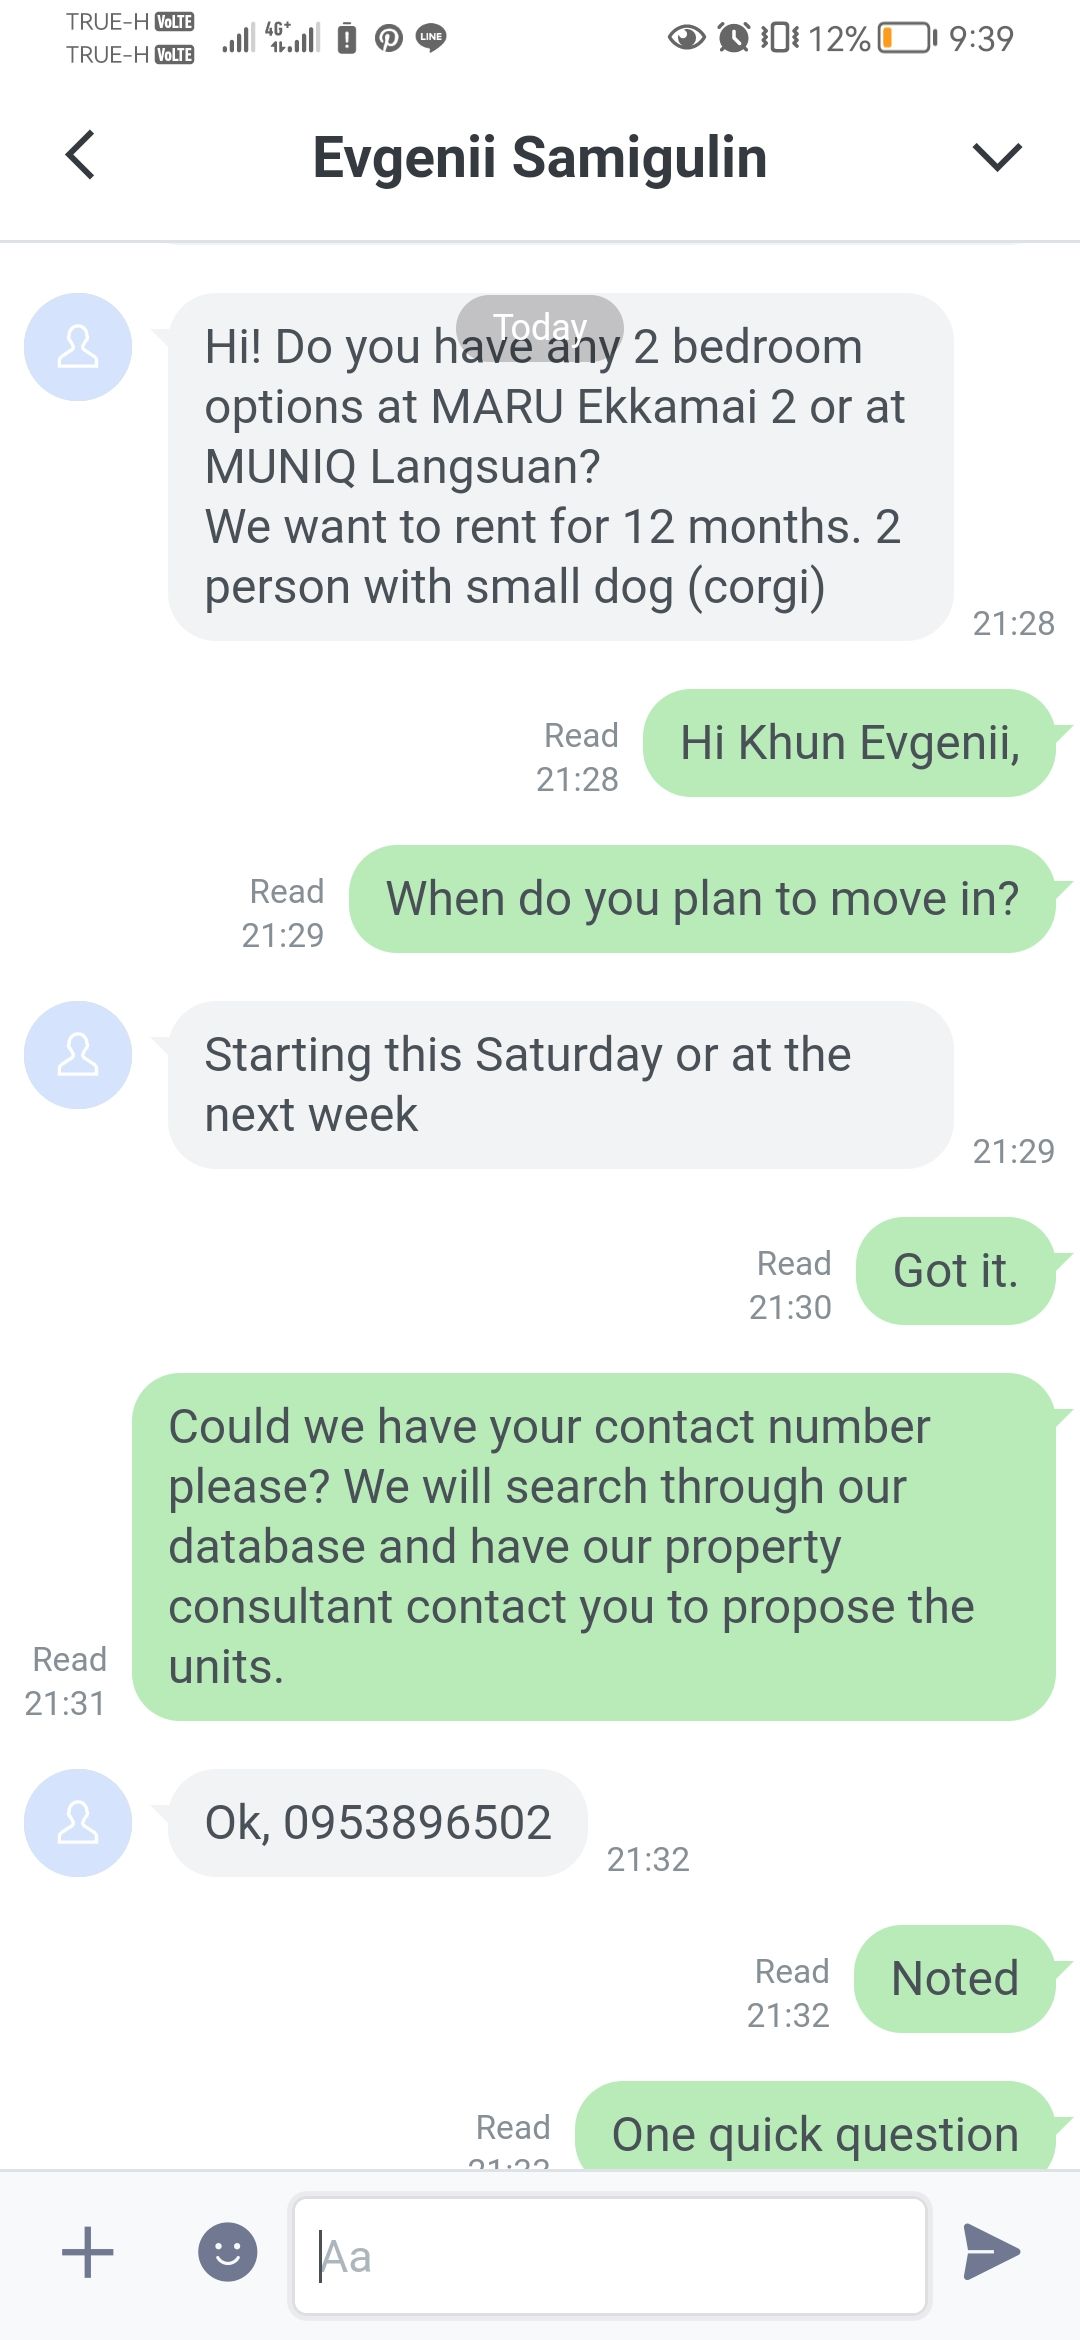 TRUE-H VoLTE
TRUE-H VoLTE
4G+
LINE
12%
9:39
Evgenii Samigulin
Today
Hi! Do you have any 2 bedroom
options at MARU Ekkamai 2 or at
MUNIQ Langsuan?
We want to rent for 12 months. 2
person with small dog (corgi)
21:28
Hi Khun Evgenii,
Read
21:28
When do you plan to move in?
Read
21:29
Starting this Saturday or at the
next week
21:29
Got it.
Read
21:30
Could we have your contact number
please? We will search through our
database and have our property
consultant contact you to propose the
units.
Read
21:31
Ok, 0953896502
21:32
Noted
Read
21:32
One quick question
Read
Aa